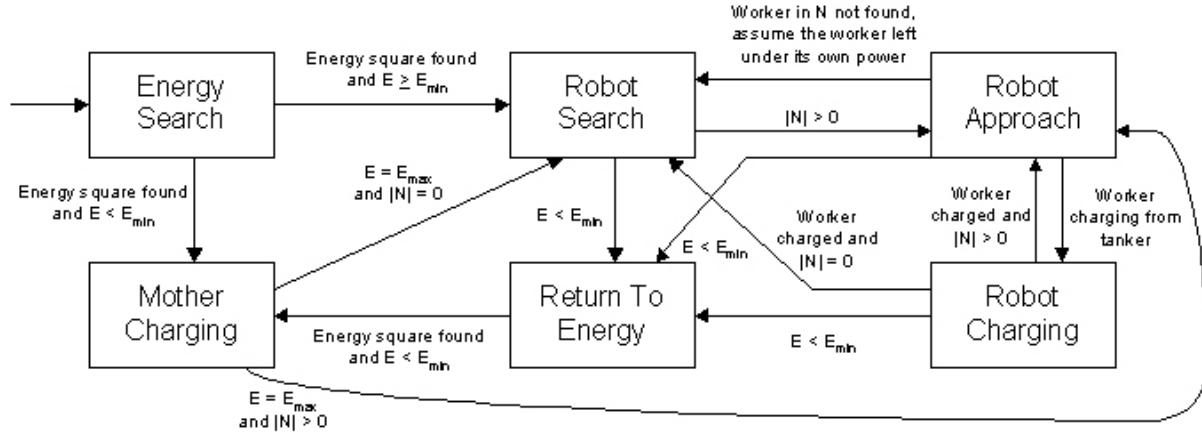 Worker in N not found,
assume the worker left
under its own power
Energy square found
and E ≥ Emin
Energy
Search
Robot
Search
Robot
Approach
|N| > 0
Energy square found
and E < Emin
E = Emax
and |N| = 0
E < Emin
Worker
charged and
|N| = 0
E < Emin
Worker
charged and
|N| > 0
Worker
charging from
tanker
Mother
Charging
Return To
Energy
Robot
Charging
Energy square found
and E < Emin
E < Emin
E = Emax
and |N| > 0